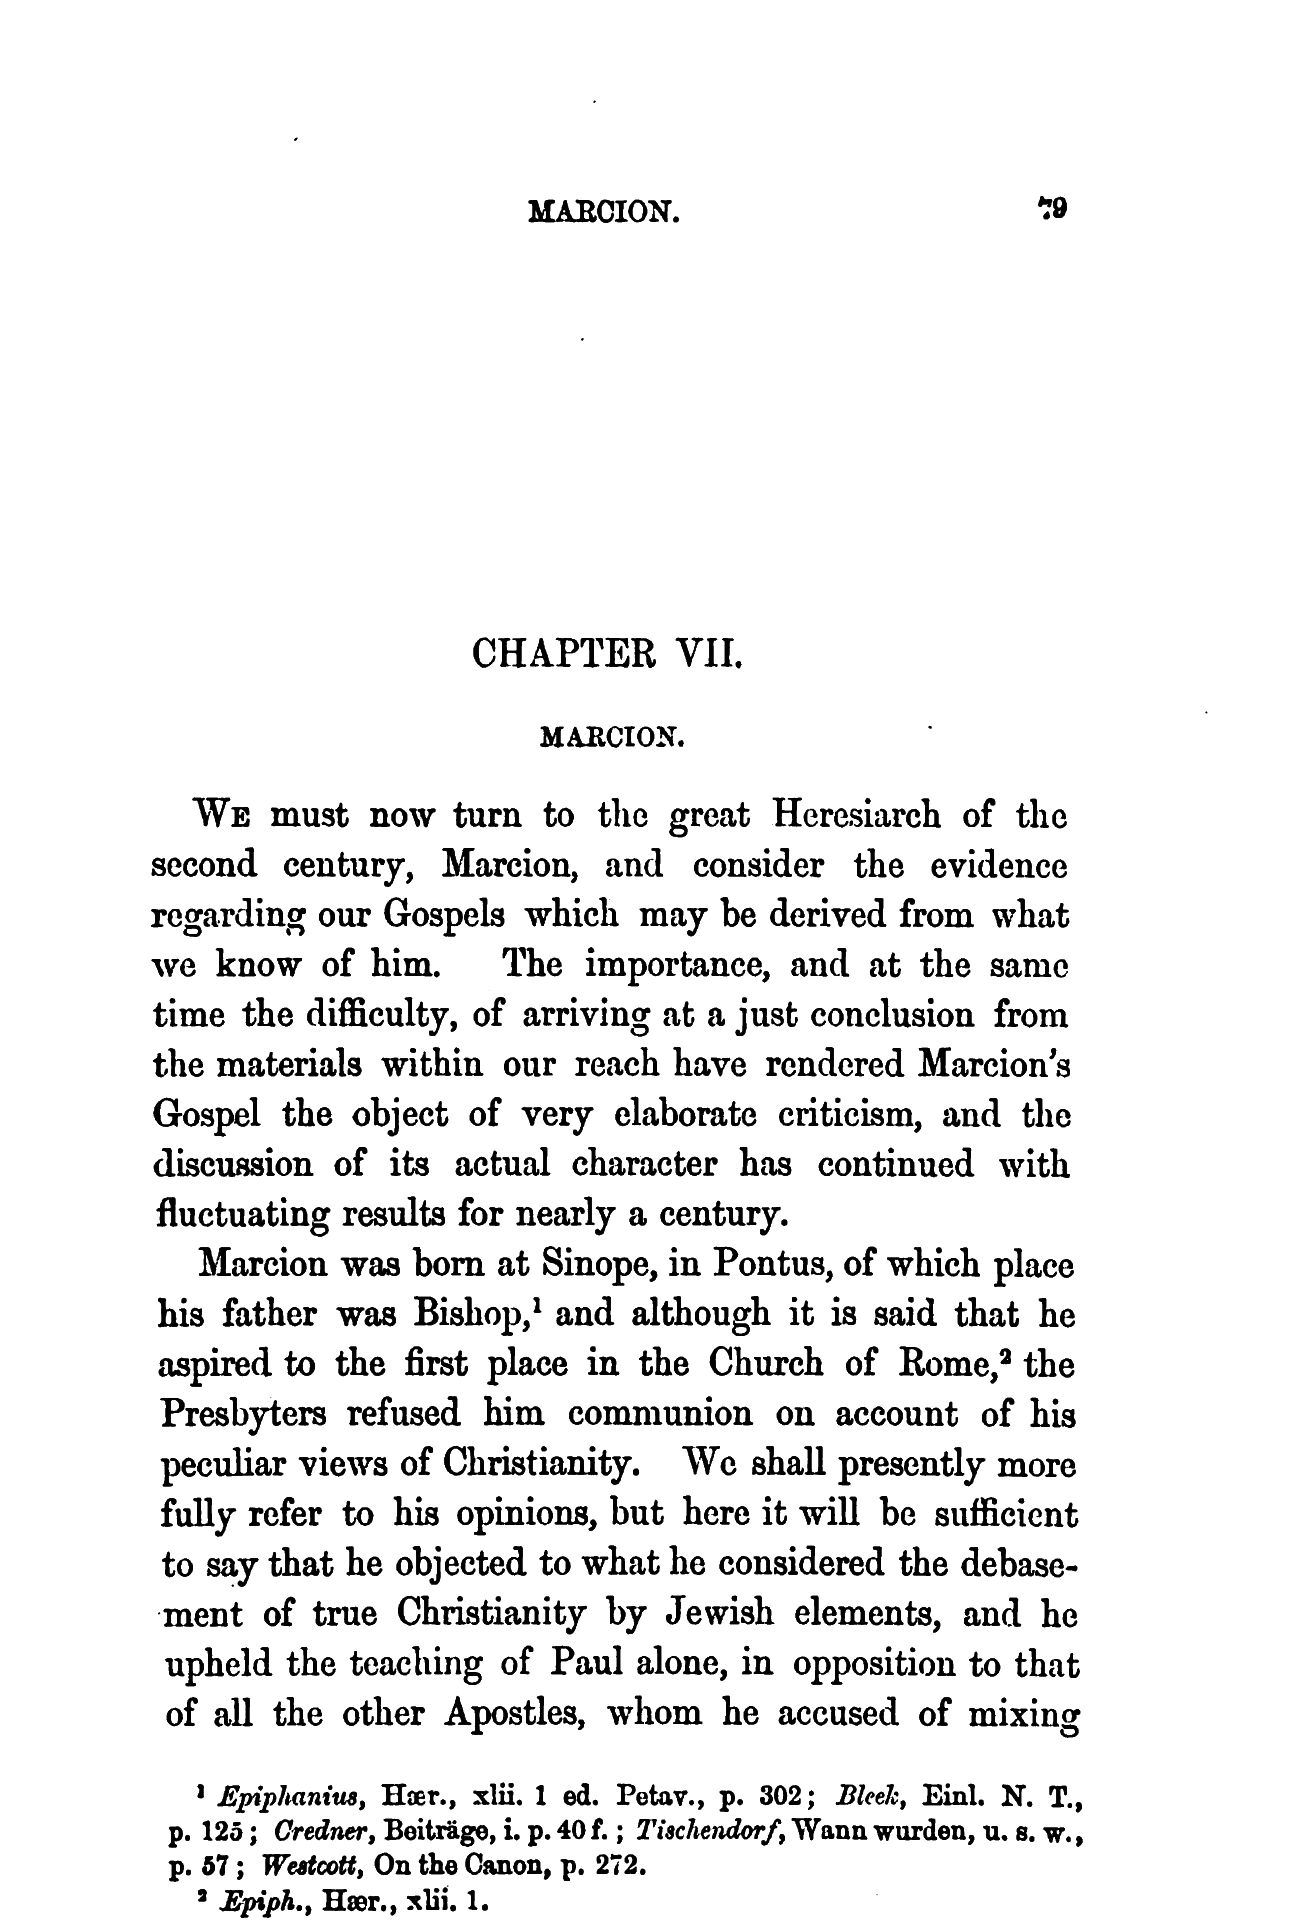 MARCION. 79
CHAPTER VII.
MARCION.
WE must now turn to the great Heresiarch of the
second century, Marcion, and consider the evidence
regarding our Gospels which may be derived from what
we know of him. The importance, and at the same
time the difficulty, of arriving at a just conclusion from
the materials within our reach have rendered Marcion's
Gospel the object of very elaborate criticism, and the
discussion of its actual character has continued with
fluctuating results for nearly a century.
Marcion was born at Sinope, in Pontus, of which place
his father was Bishop,¹ and although it is said that he
aspired to the first place in the Church of Rome,² the
Presbyters refused him communion on account of his
peculiar views of Christianity. We shall presently more
fully refer to his opinions, but here it will be sufficient
to say that he objected to what he considered the debase-
ment of true Christianity by Jewish elements, and he
upheld the teaching of Paul alone, in opposition to that
of all the other Apostles, whom he accused of mixing
¹ Epiphanius, Hær., xlii. 1 ed. Petav., p. 302; Bleek, Einl. N. T.,
p. 125; Credner, Beiträge, i. p. 40 f.; Tischendorf, Wann wurden, u. s. w.,
p. 57; Westcott, On the Canon, p. 272.
² Epiph., Hær., xlii. 1.